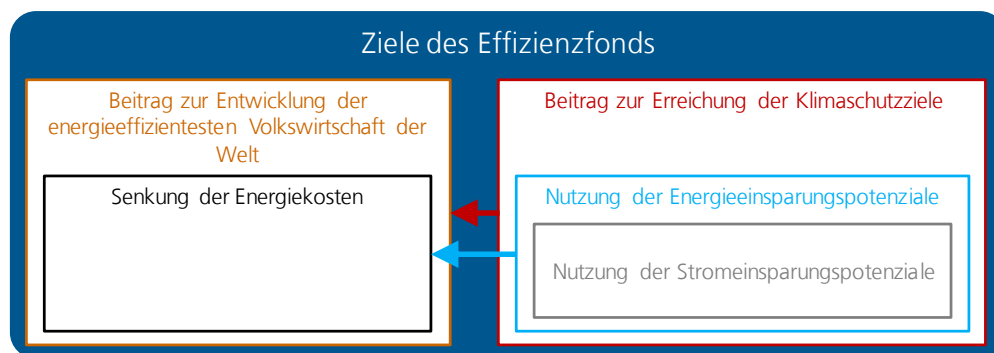 Ziele des Effizienzfonds
Beitrag zur Entwicklung der
energieeffizientesten Volkswirtschaft der
Welt
Senkung der Energiekosten
Beitrag zur Erreichung der Klimaschutzziele
Nutzung der Energieeinsparungspotenziale
Nutzung der Stromeinsparungspotenziale